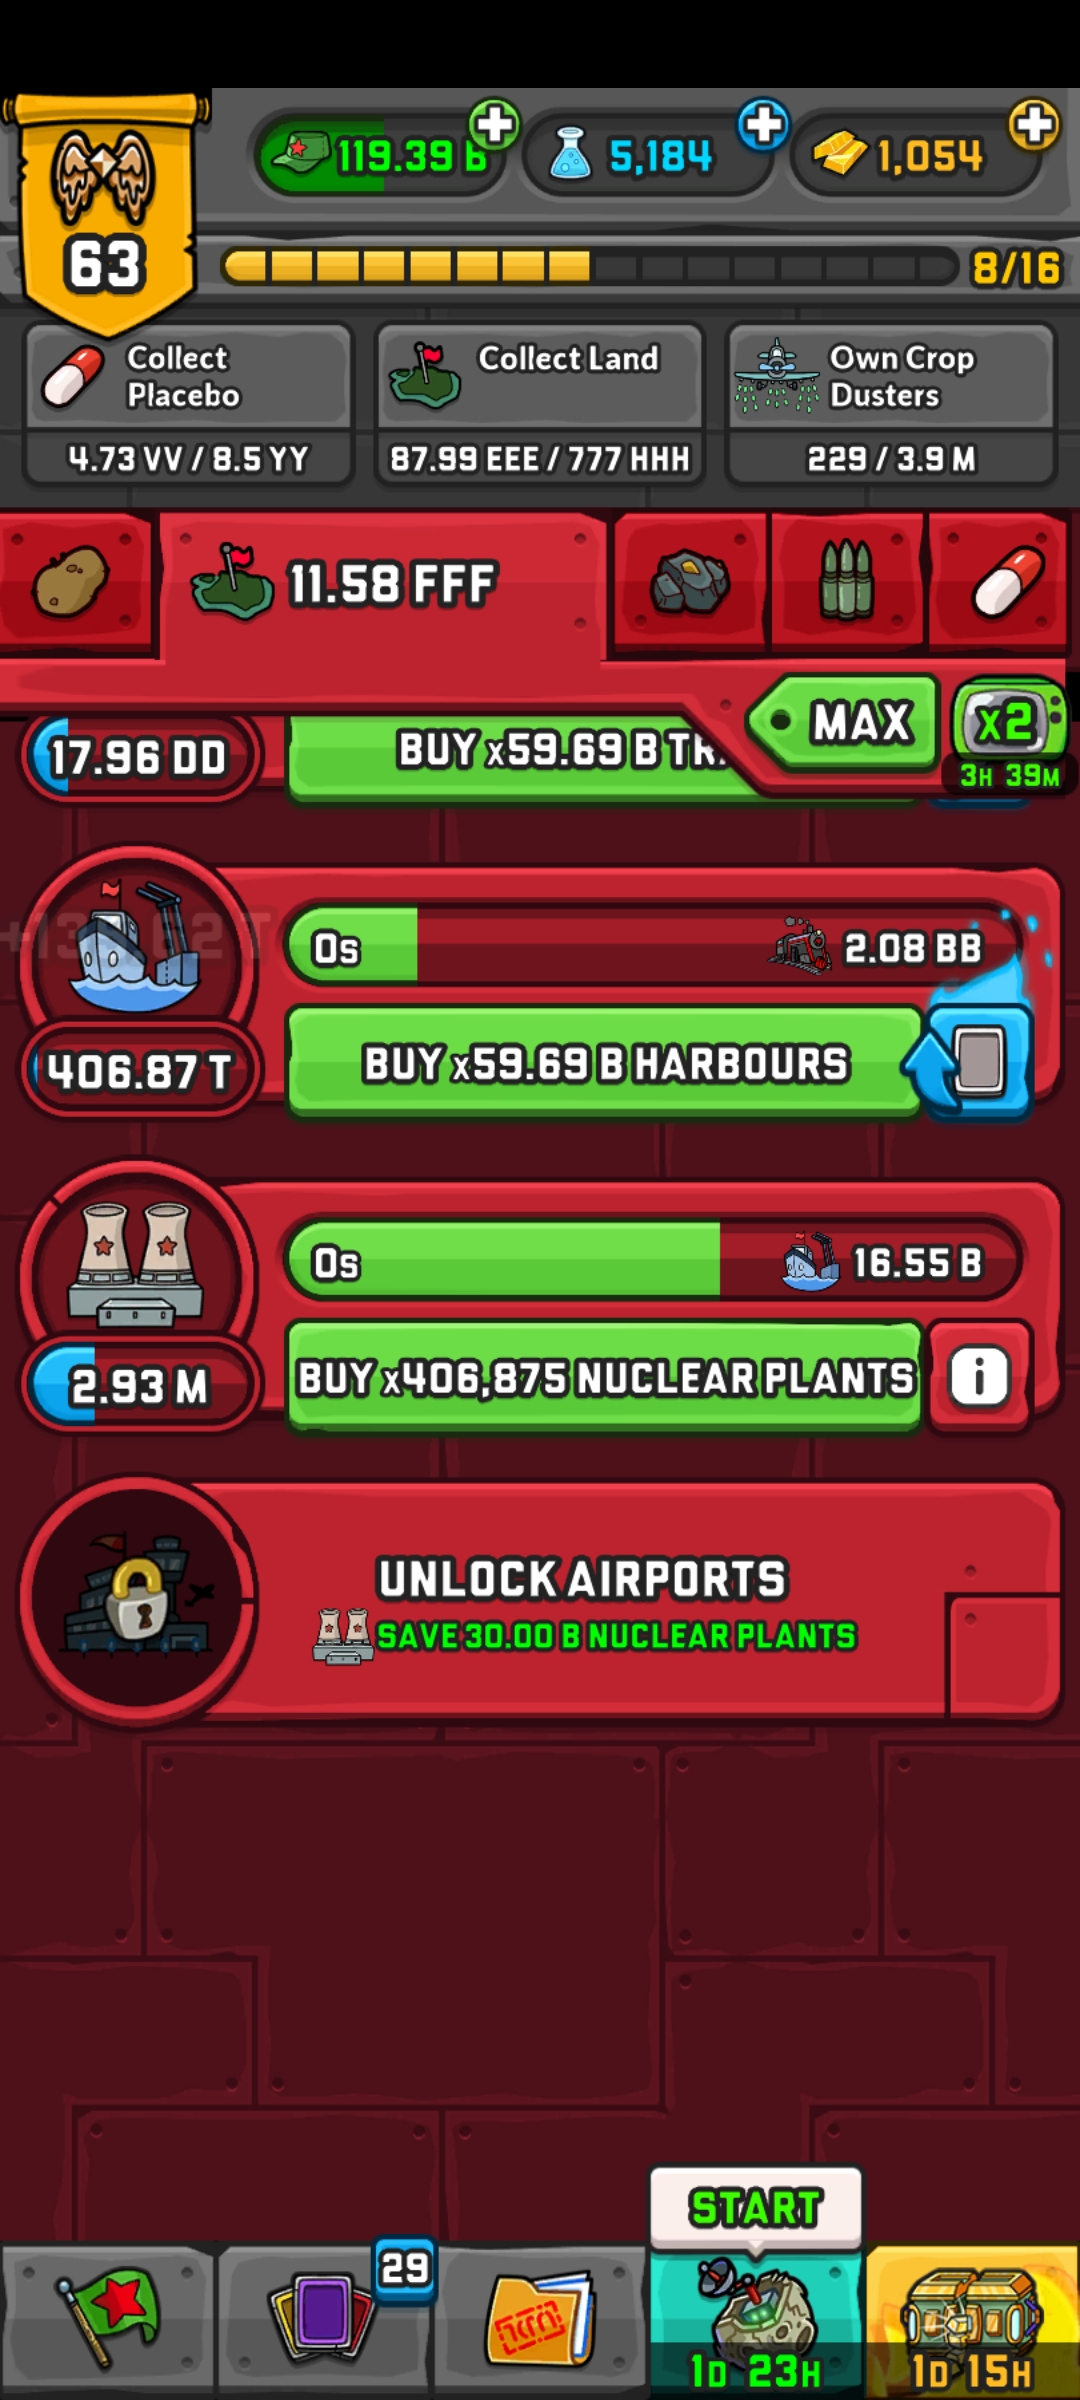 119.39 B
5,184
1,054
63
8/16
Collect
Placebo
4.73 VV / 8.5 YY
Collect Land
87.99 EEE / 777 HHH
Own Crop
Dusters
229 / 3.9 M
11.58 FFF
MAX
x2
3H 39M
17.96 DD
BUY x59.69 B
0s
2.08 BB
406.87 T
BUY x59.69 B HARBOURS
0s
16.55 B
2.93 M
BUY x406,875 NUCLEAR PLANTS
i
UNLOCK AIRPORTS
SAVE 30.00 B NUCLEAR PLANTS
START
29
1D 23H
1D 15H